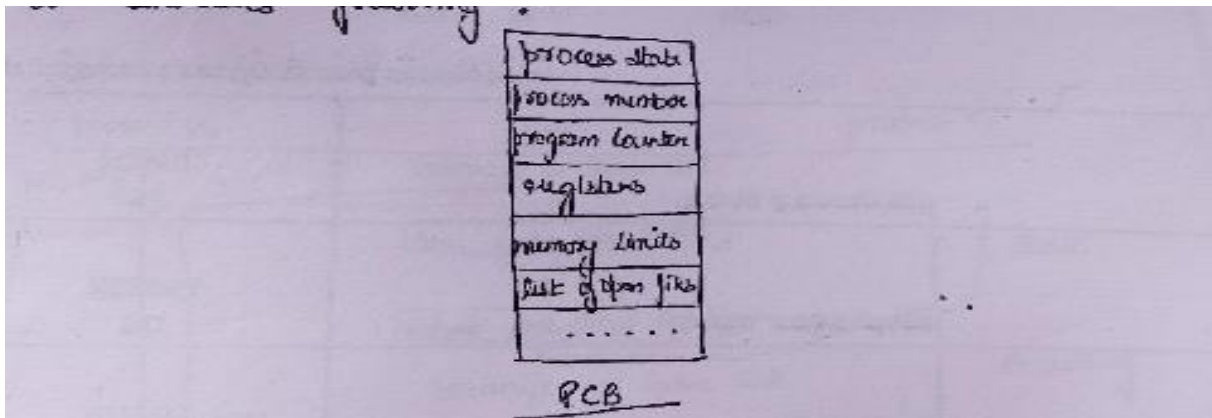 process state
process number
program counter
registers
memory limits
list of open files
. . . . . .
PCB